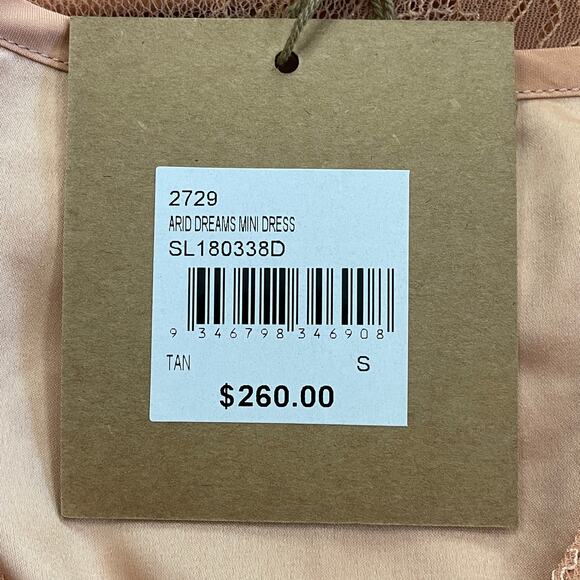 2729
ARID DREAMS MINI DRESS
SL180338D
9 346798 346908
TAN S
$260.00